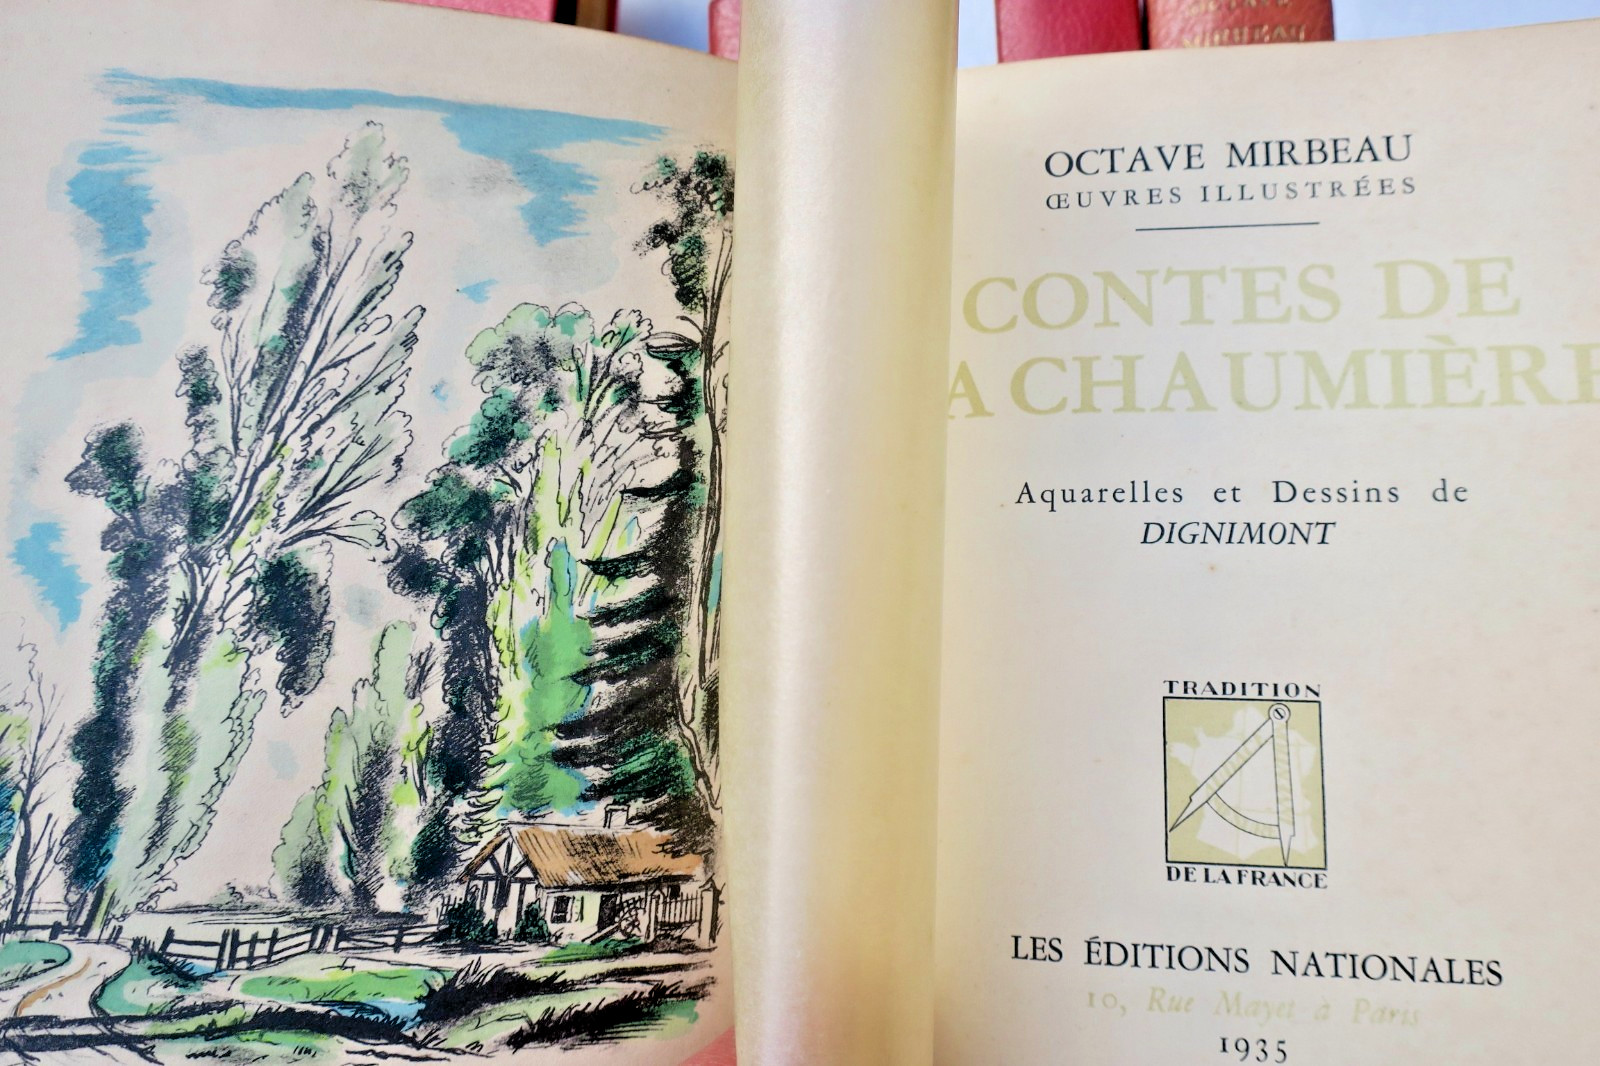 MIRBEAU
OCTAVE MIRBEAU
ŒUVRES ILLUSTRÉES
CONTES DE
A CHAUMIÈRE
Aquarelles et Dessins de
DIGNIMONT
TRADITION
DE LA FRANCE
LES ÉDITIONS NATIONALES
10, Rue Mayet à Paris
1935